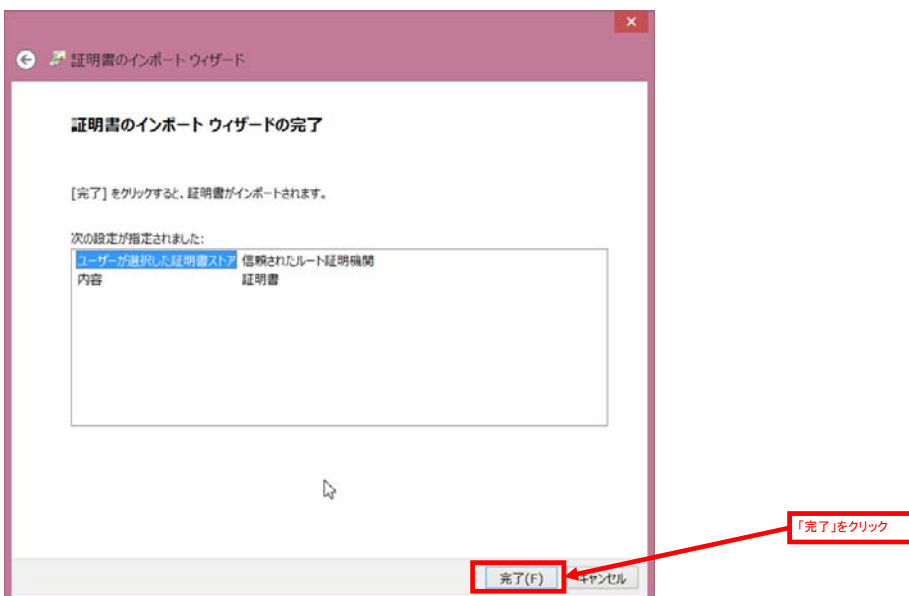 証明書のインポート ウィザード
証明書のインポート ウィザードの完了
[完了] をクリックすると、証明書がインポートされます。
次の設定が指定されました:
ユーザーが選択した証明書ストア 信頼されたルート証明機関
内容 証明書
「完了」をクリック
完了(F) キャンセル